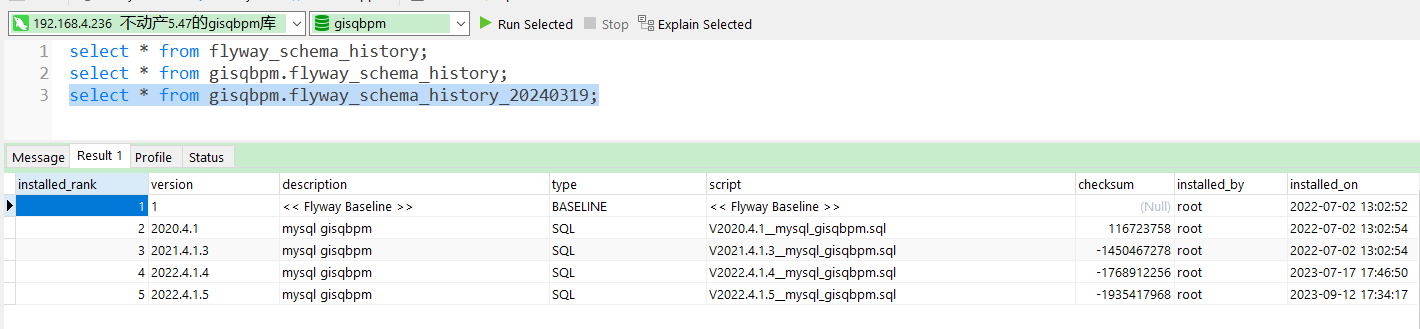 192.168.4.236 不动产5.47的gisqbpm库 gisqbpm Run Selected Stop Explain Selected
1 select * from flyway_schema_history;
2 select * from gisqbpm.flyway_schema_history;
3 select * from gisqbpm.flyway_schema_history_20240319;
Message Result 1 Profile Status
installed_rank version description type script checksum installed_by installed_on
1 1 << Flyway Baseline >> BASELINE << Flyway Baseline >> (Null) root 2022-07-02 13:02:52
2 2020.4.1 mysql gisqbpm SQL V2020.4.1__mysql_gisqbpm.sql 116723758 root 2022-07-02 13:02:54
3 2021.4.1.3 mysql gisqbpm SQL V2021.4.1.3__mysql_gisqbpm.sql -1450467278 root 2022-07-02 13:02:54
4 2022.4.1.4 mysql gisqbpm SQL V2022.4.1.4__mysql_gisqbpm.sql -1768912256 root 2023-07-17 17:46:50
5 2022.4.1.5 mysql gisqbpm SQL V2022.4.1.5__mysql_gisqbpm.sql -1935417968 root 2023-09-12 17:34:17